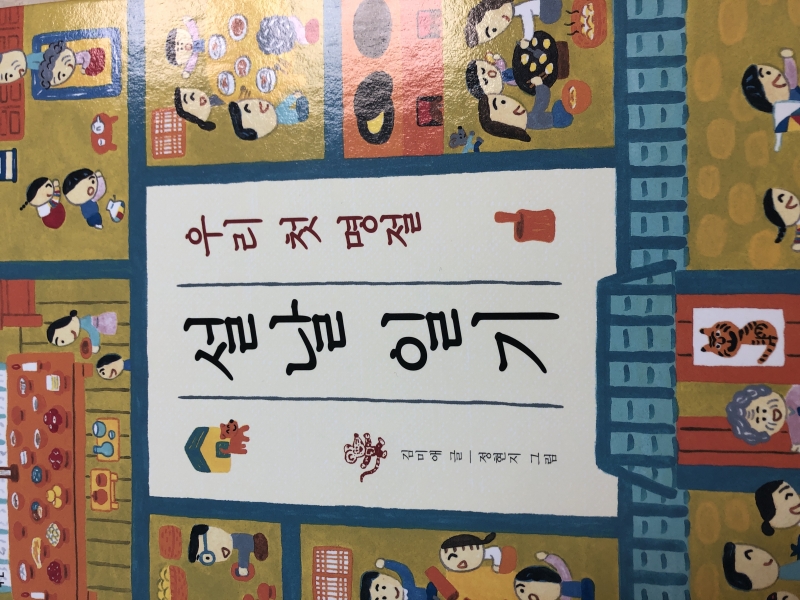 우리 첫 명절
설날 일기
김미애 글 | 정현지 그림